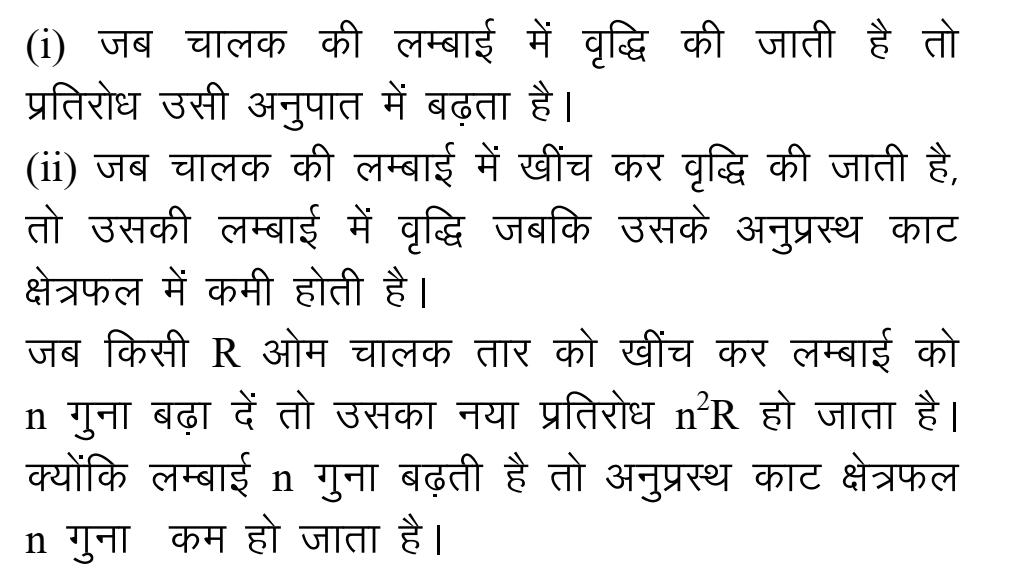 (i) जब चालक की लम्बाई में वृद्धि की जाती है तो
प्रतिरोध उसी अनुपात में बढ़ता है।
(ii) जब चालक की लम्बाई में खींच कर वृद्धि की जाती है,
तो उसकी लम्बाई में वृद्धि जबकि उसके अनुप्रस्थ काट
क्षेत्रफल में कमी होती है।
जब किसी R ओम चालक तार को खींच कर लम्बाई को
n गुना बढ़ा दें तो उसका नया प्रतिरोध n²R हो जाता है।
क्योंकि लम्बाई n गुना बढ़ती है तो अनुप्रस्थ काट क्षेत्रफल
n गुना कम हो जाता है।